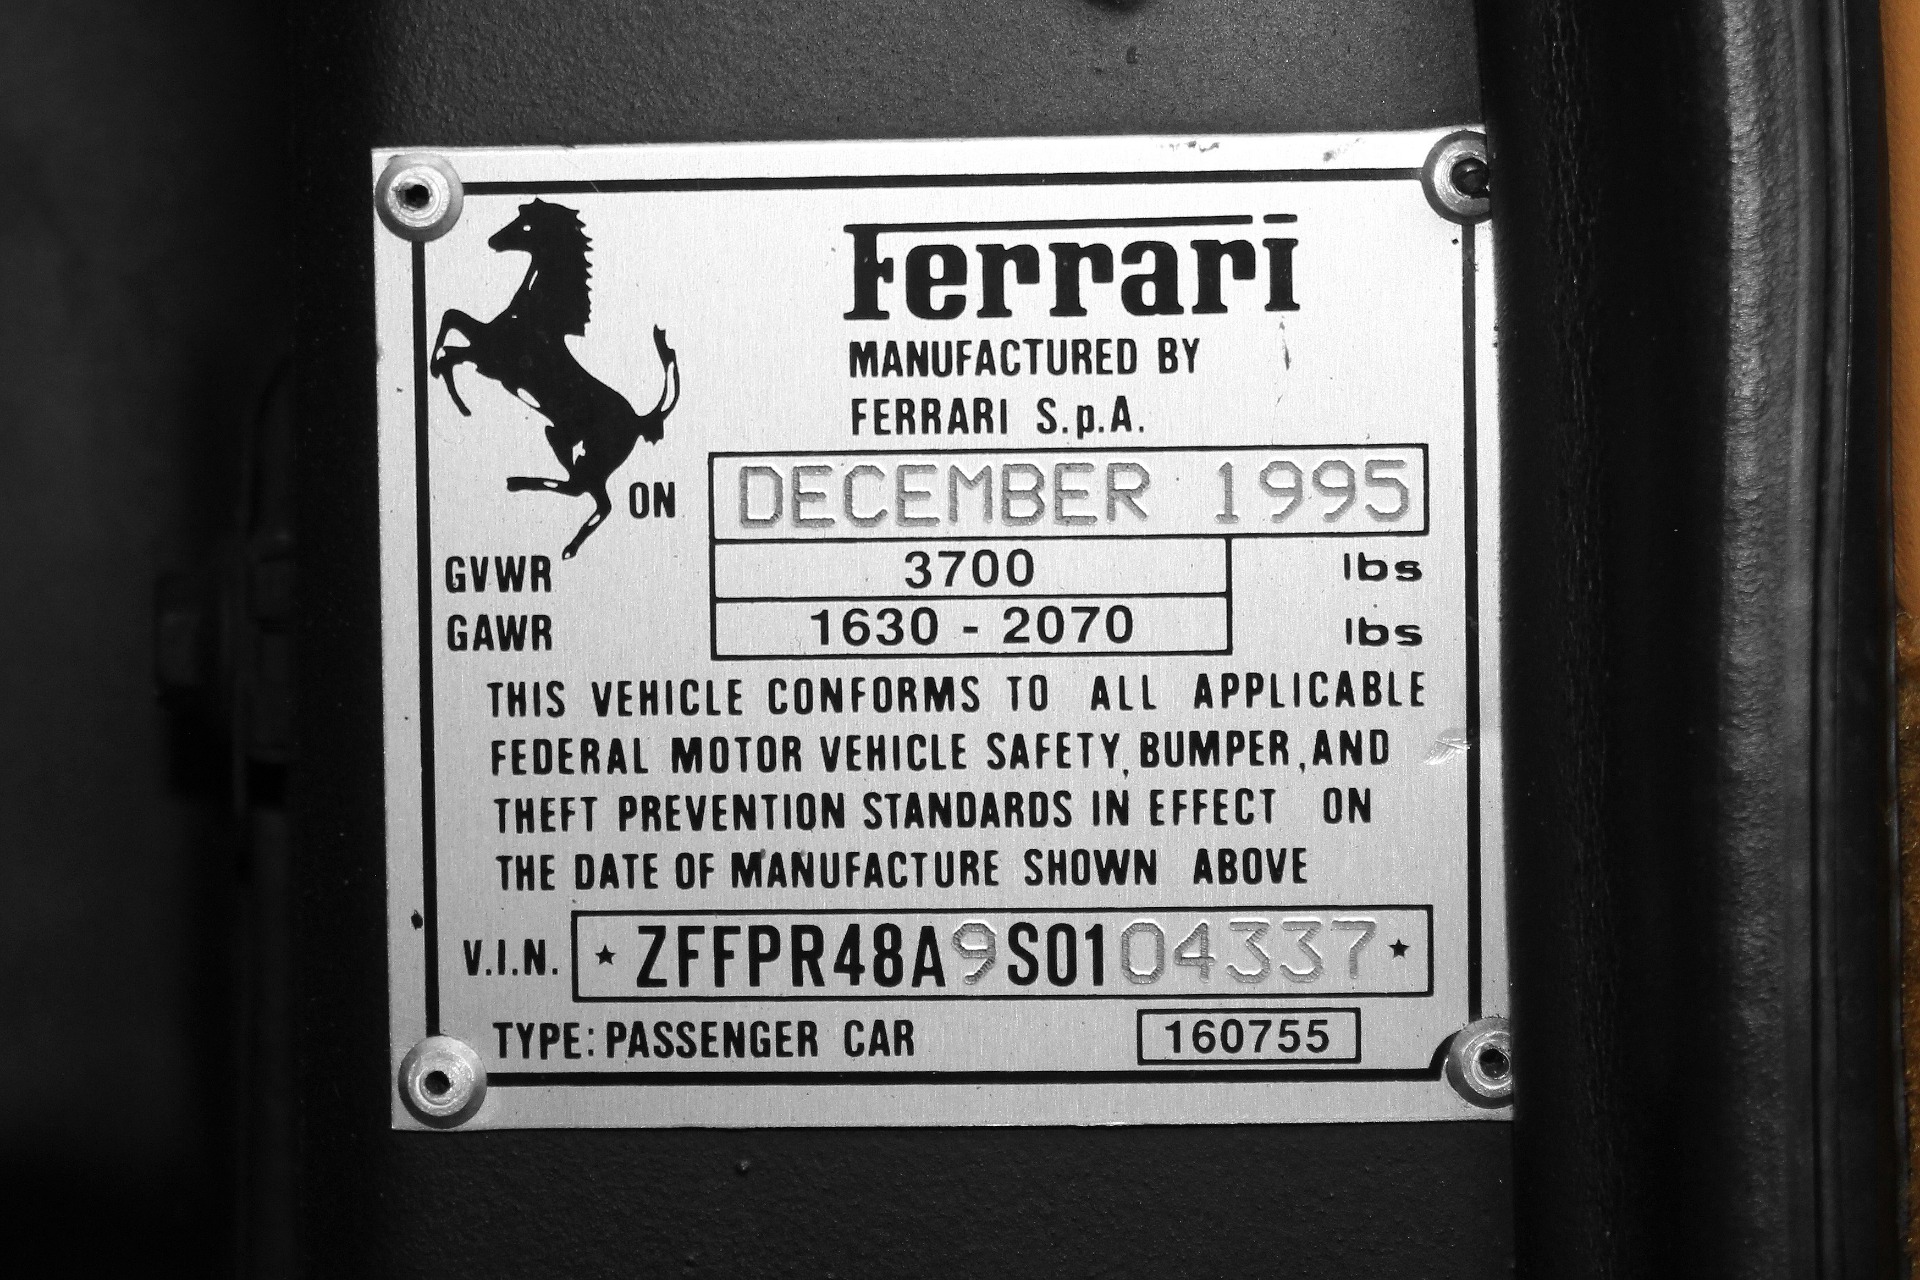 Ferrari
MANUFACTURED BY
FERRARI S.p.A.
ON DECEMBER 1995
GVWR 3700 lbs
GAWR 1630 - 2070 lbs
THIS VEHICLE CONFORMS TO ALL APPLICABLE
FEDERAL MOTOR VEHICLE SAFETY, BUMPER, AND
THEFT PREVENTION STANDARDS IN EFFECT ON
THE DATE OF MANUFACTURE SHOWN ABOVE
V.I.N. ★ ZFFPR48A9S0104337 ★
TYPE: PASSENGER CAR 160755